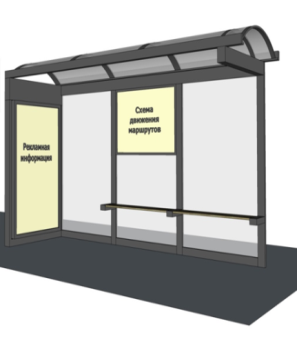 Рекламная
информация
Схема
движения
маршрутов